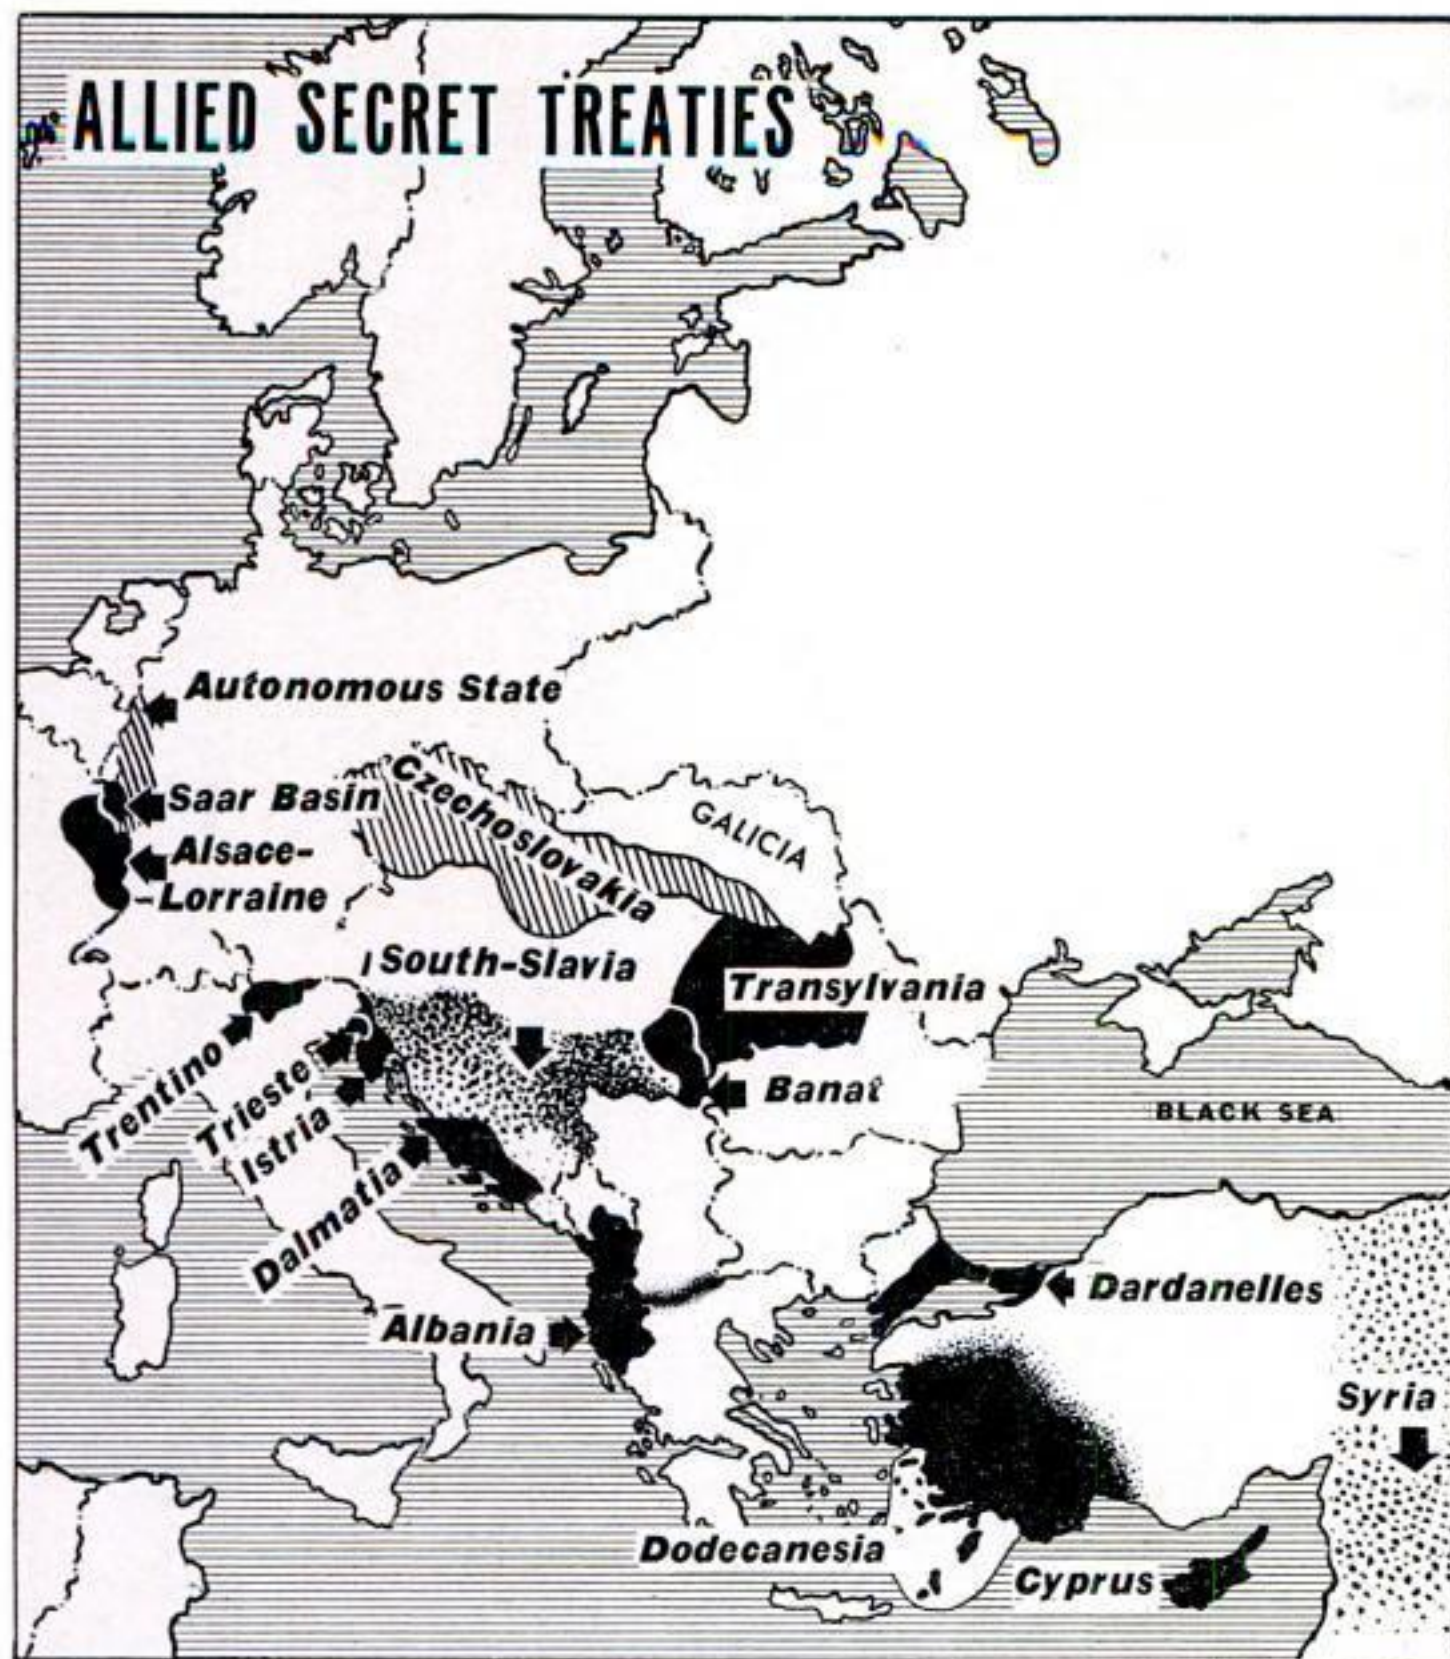 ALLIED SECRET TREATIES
Autonomous State
Saar Basin
Alsace-
-Lorraine
Czechoslovakia
GALICIA
South-Slavia
Transylvania
Banat
Trentino
Trieste
Istria
Dalmatia
BLACK SEA
Albania
Dardanelles
Syria
Dodecanesia
Cyprus